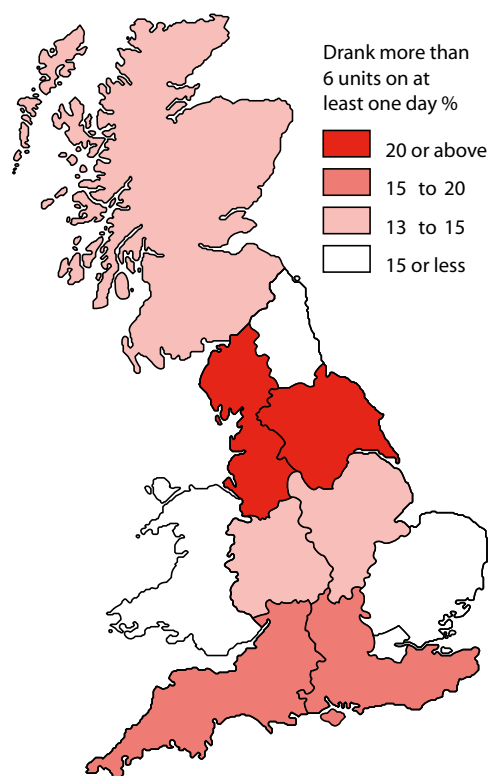 Drank more than
6 units on at
least one day %
20 or above
15 to 20
13 to 15
15 or less